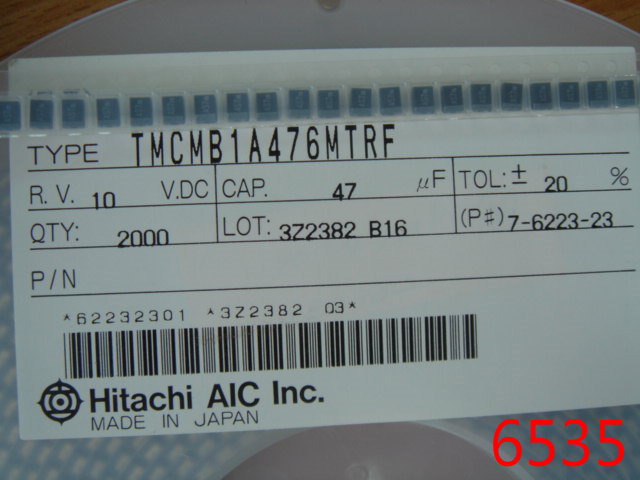 TYPE TMCMB1A476MTRF
R. V. 10 V.DC CAP. 47 μF TOL: ± 20 %
QTY: 2000 LOT: 3Z2382 B16 (P#) 7-6223-23
P/N
*62232301 *3Z2382 03*
Hitachi AIC Inc.
MADE IN JAPAN
6535